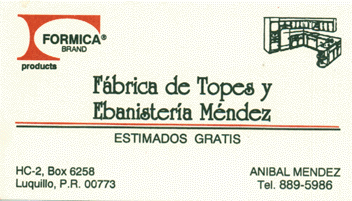 FORMICA®
BRAND
products
Fábrica de Topes y
Ebanistería Méndez
ESTIMADOS GRATIS
HC-2, Box 6258
Luquillo, P.R. 00773
ANIBAL MENDEZ
Tel. 889-5986